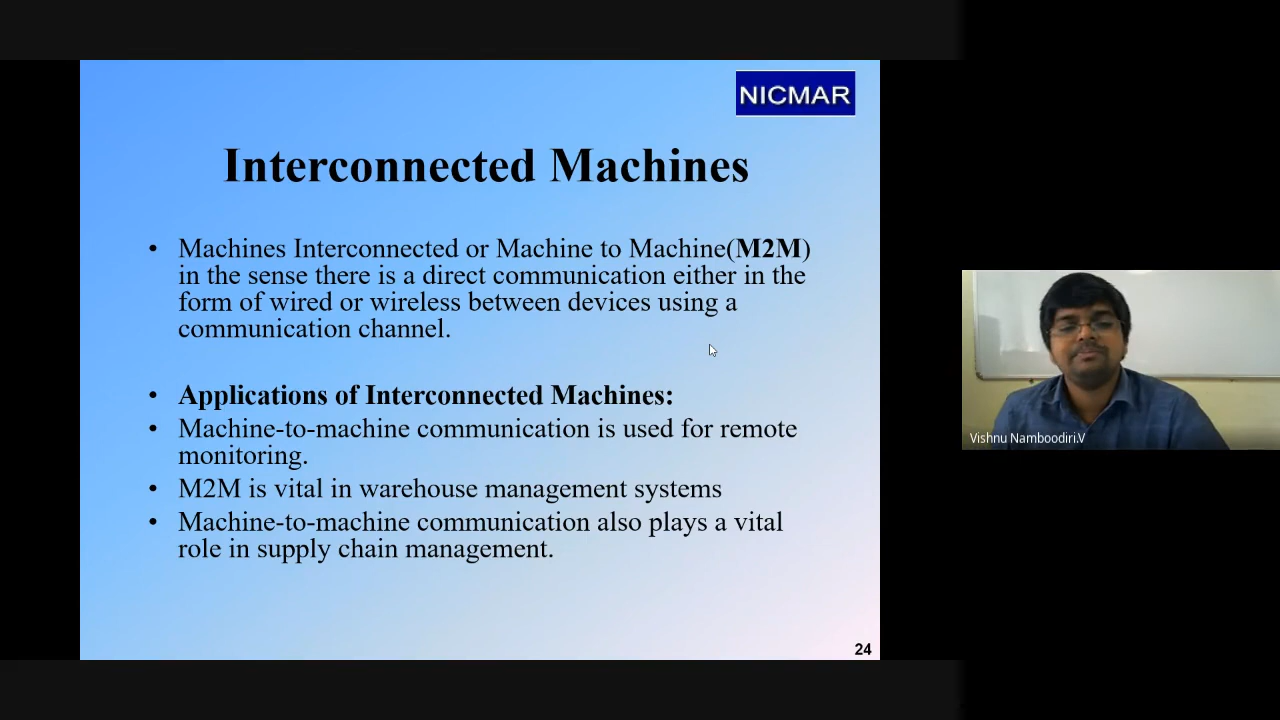 NICMAR
Interconnected Machines
• Machines Interconnected or Machine to Machine(M2M)
in the sense there is a direct communication either in the
form of wired or wireless between devices using a
communication channel.
• Applications of Interconnected Machines:
• Machine-to-machine communication is used for remote
monitoring.
• M2M is vital in warehouse management systems
• Machine-to-machine communication also plays a vital
role in supply chain management.
24
Vishnu Namboodiri.V